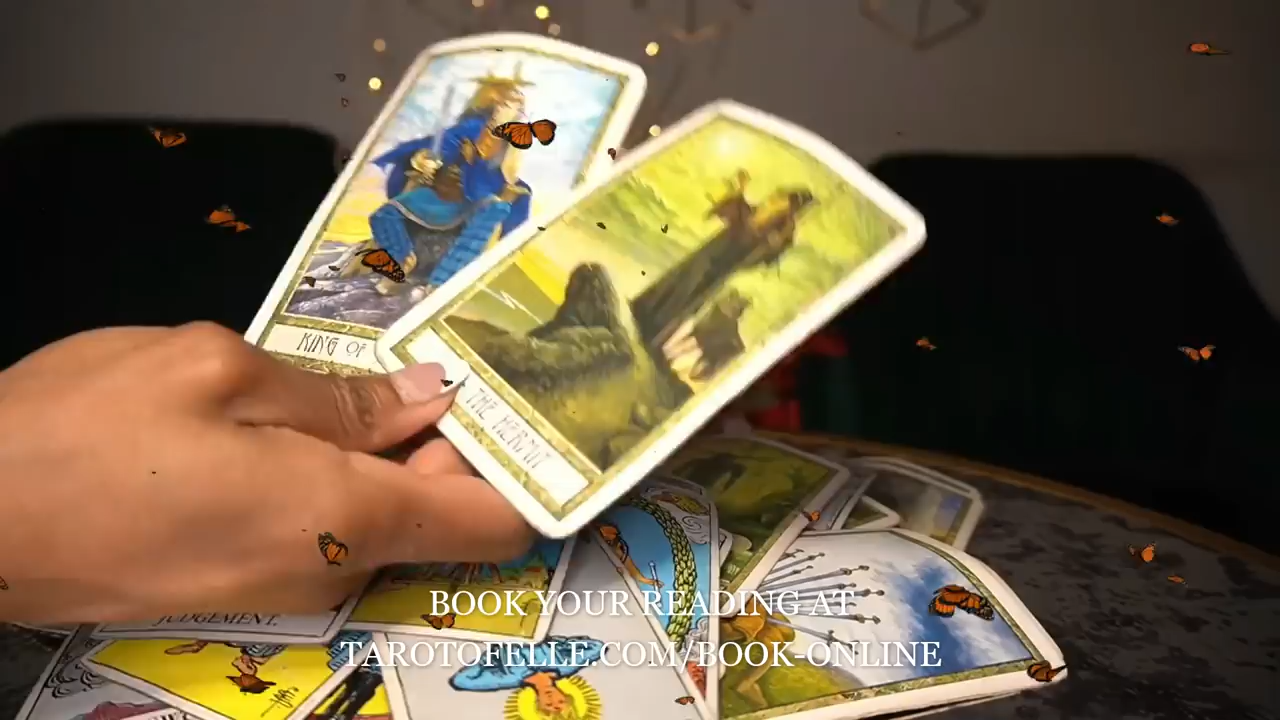 KING OF
THE HERMIT
JUDGEMENT.
BOOK YOUR READING AT
TAROTOFELLE.COM/BOOK-ONLINE